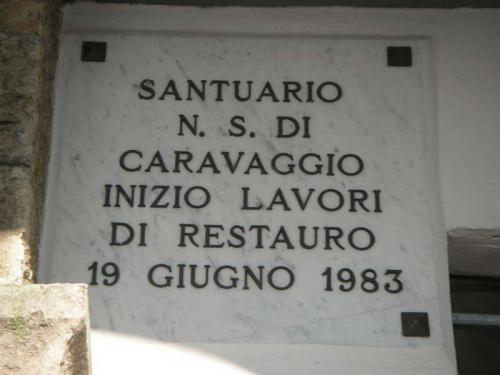 SANTUARIO
N. S. DI
CARAVAGGIO
INIZIO LAVORI
DI RESTAURO
19 GIUGNO 1983